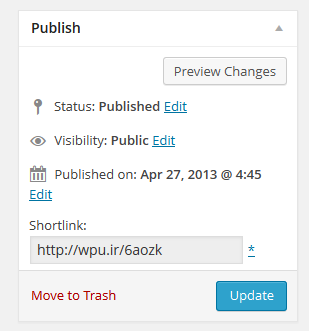 Publish
Preview Changes
Status: Published Edit
Visibility: Public Edit
Published on: Apr 27, 2013 @ 4:45
Edit
Shortlink:
http://wpu.ir/6aozk *
Move to Trash Update